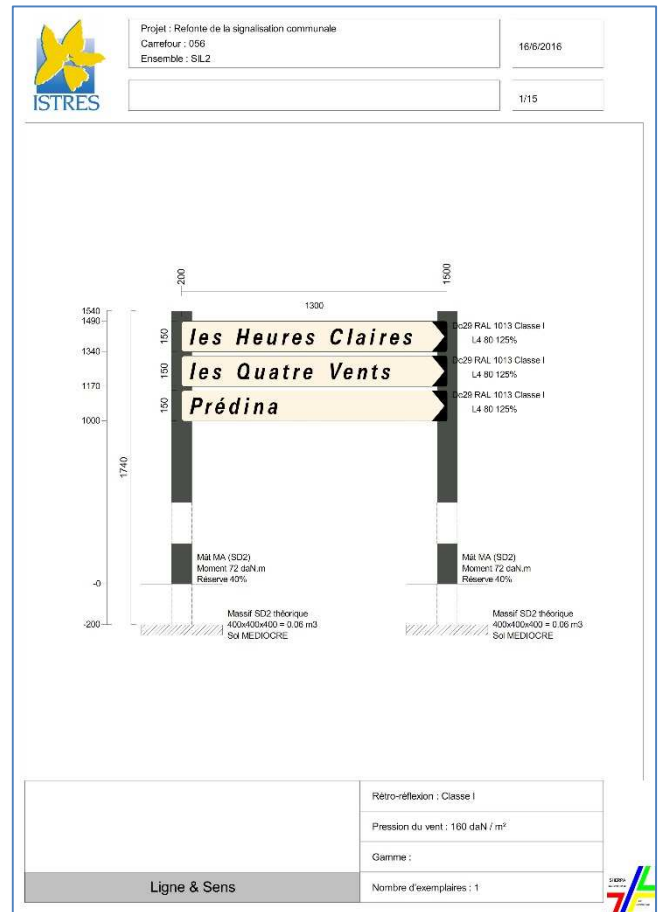 ISTRES
Projet : Refonte de la signalisation communale
Carrefour : 056
Ensemble : SIL2
16/6/2016
1/15
200
1500
1300
1540
1490
1340
1170
1000
1740
-0
-200
150
les Heures Claires
Dc29 RAL 1013 Classe I
L4 80 125%
150
les Quatre Vents
Dc29 RAL 1013 Classe I
L4 80 125%
150
Prédina
Dc29 RAL 1013 Classe I
L4 80 125%
Mât MA (SD2)
Moment 72 daN.m
Réserve 40%
Mât MA (SD2)
Moment 72 daN.m
Réserve 40%
Massif SD2 théorique
400x400x400 = 0.06 m3
Sol MEDIOCRE
Massif SD2 théorique
400x400x400 = 0.06 m3
Sol MEDIOCRE
Rétro-réflexion : Classe I
Pression du vent : 160 daN / m²
Gamme :
Ligne & Sens
Nombre d'exemplaires : 1